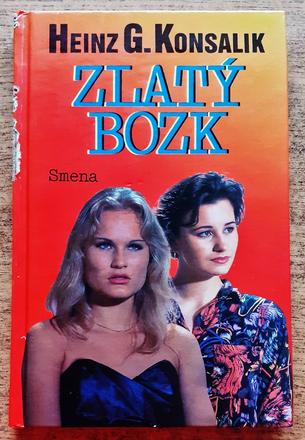 HEINZ G. KONSALIK
ZLATÝ
BOZK
Smena